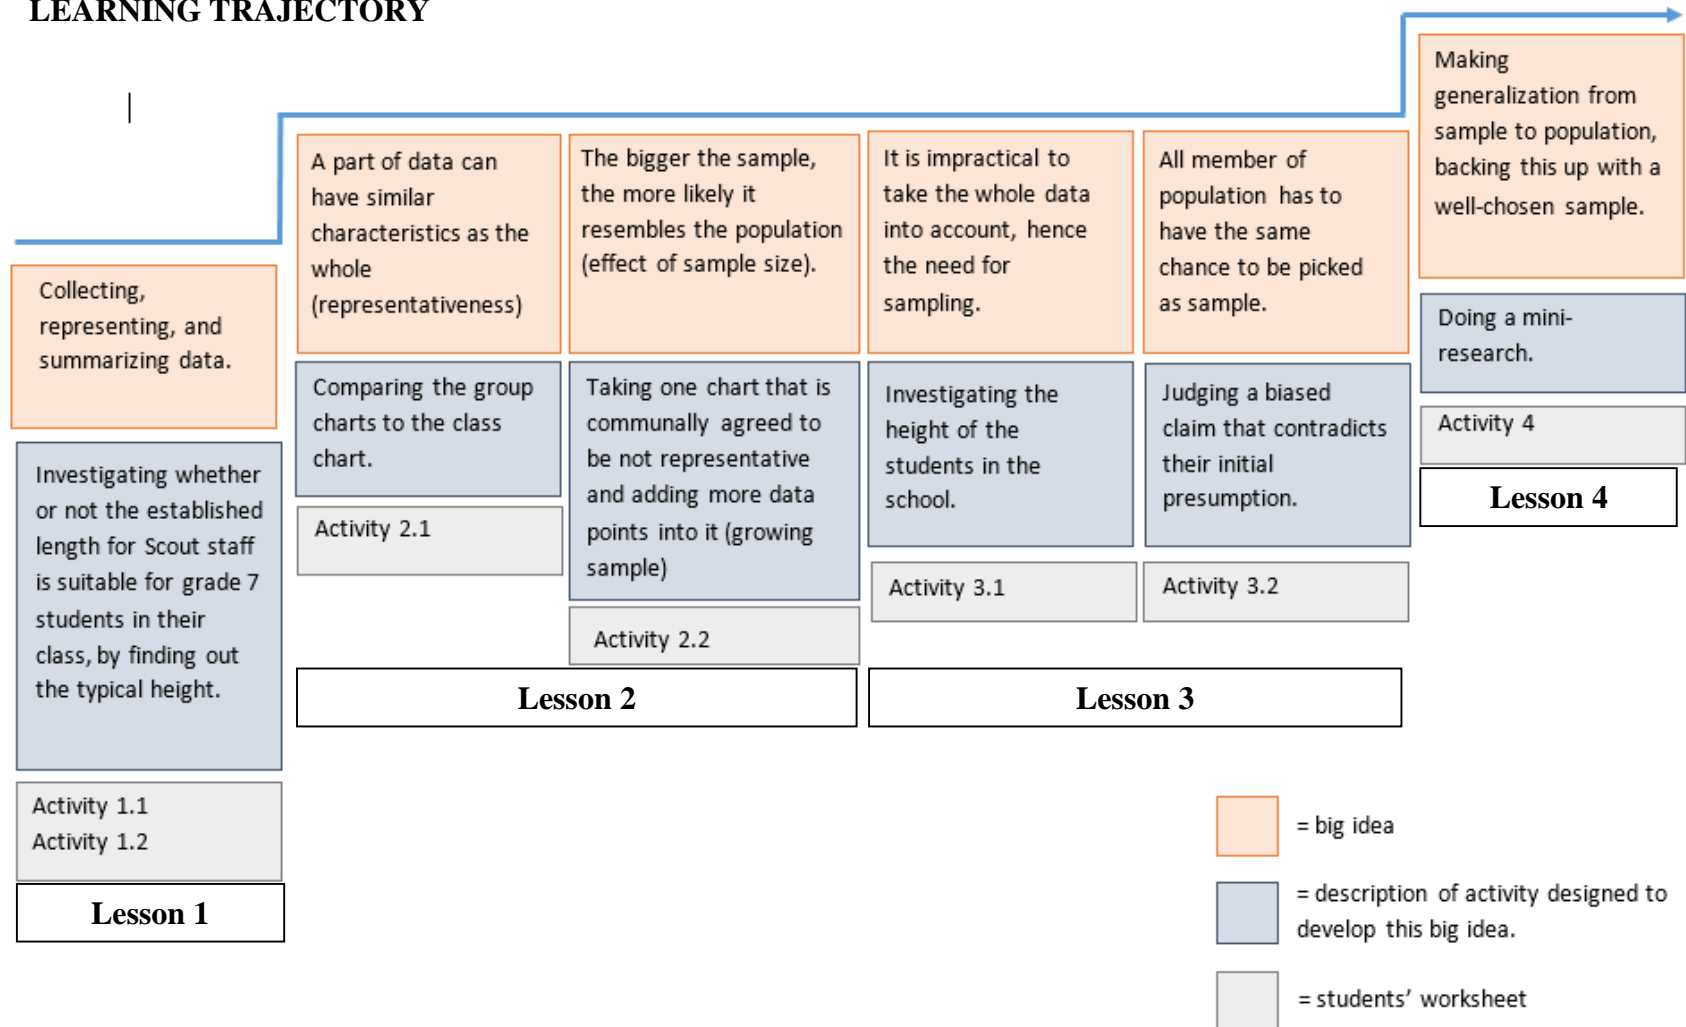 LEARNING TRAJECTORY
Collecting,
representing, and
summarizing data.
Investigating whether
or not the established
length for Scout staff
is suitable for grade 7
students in their
class, by finding out
the typical height.
Activity 1.1
Activity 1.2
Lesson 1
A part of data can
have similar
characteristics as the
whole
(representativeness)
Comparing the group
charts to the class
chart.
Activity 2.1
The bigger the sample,
the more likely it
resembles the population
(effect of sample size).
Taking one chart that is
communally agreed to
be not representative
and adding more data
points into it (growing
sample)
Activity 2.2
Lesson 2
It is impractical to
take the whole data
into account, hence
the need for
sampling.
Investigating the
height of the
students in the
school.
Activity 3.1
All member of
population has to
have the same
chance to be picked
as sample.
Judging a biased
claim that contradicts
their initial
presumption.
Activity 3.2
Lesson 3
Making
generalization from
sample to population,
backing this up with a
well-chosen sample.
Doing a mini-
research.
Activity 4
Lesson 4
= big idea
= description of activity designed to
develop this big idea.
= students’ worksheet